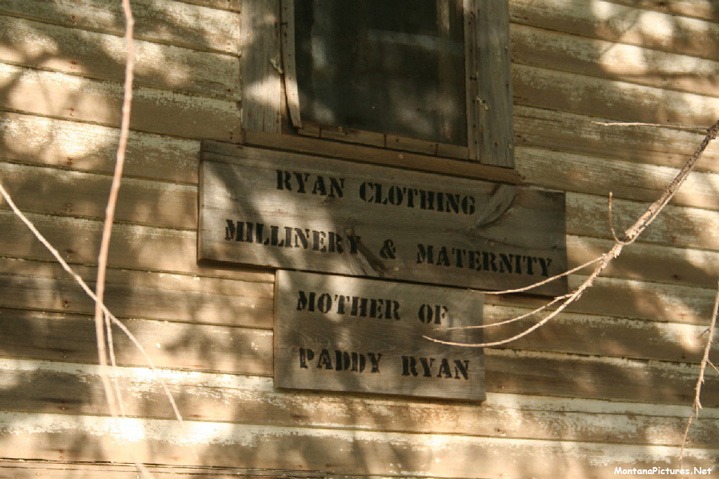 RYAN CLOTHING
MILLINERY & MATERNITY
MOTHER OF
PADDY RYAN
MontanaPictures.Net